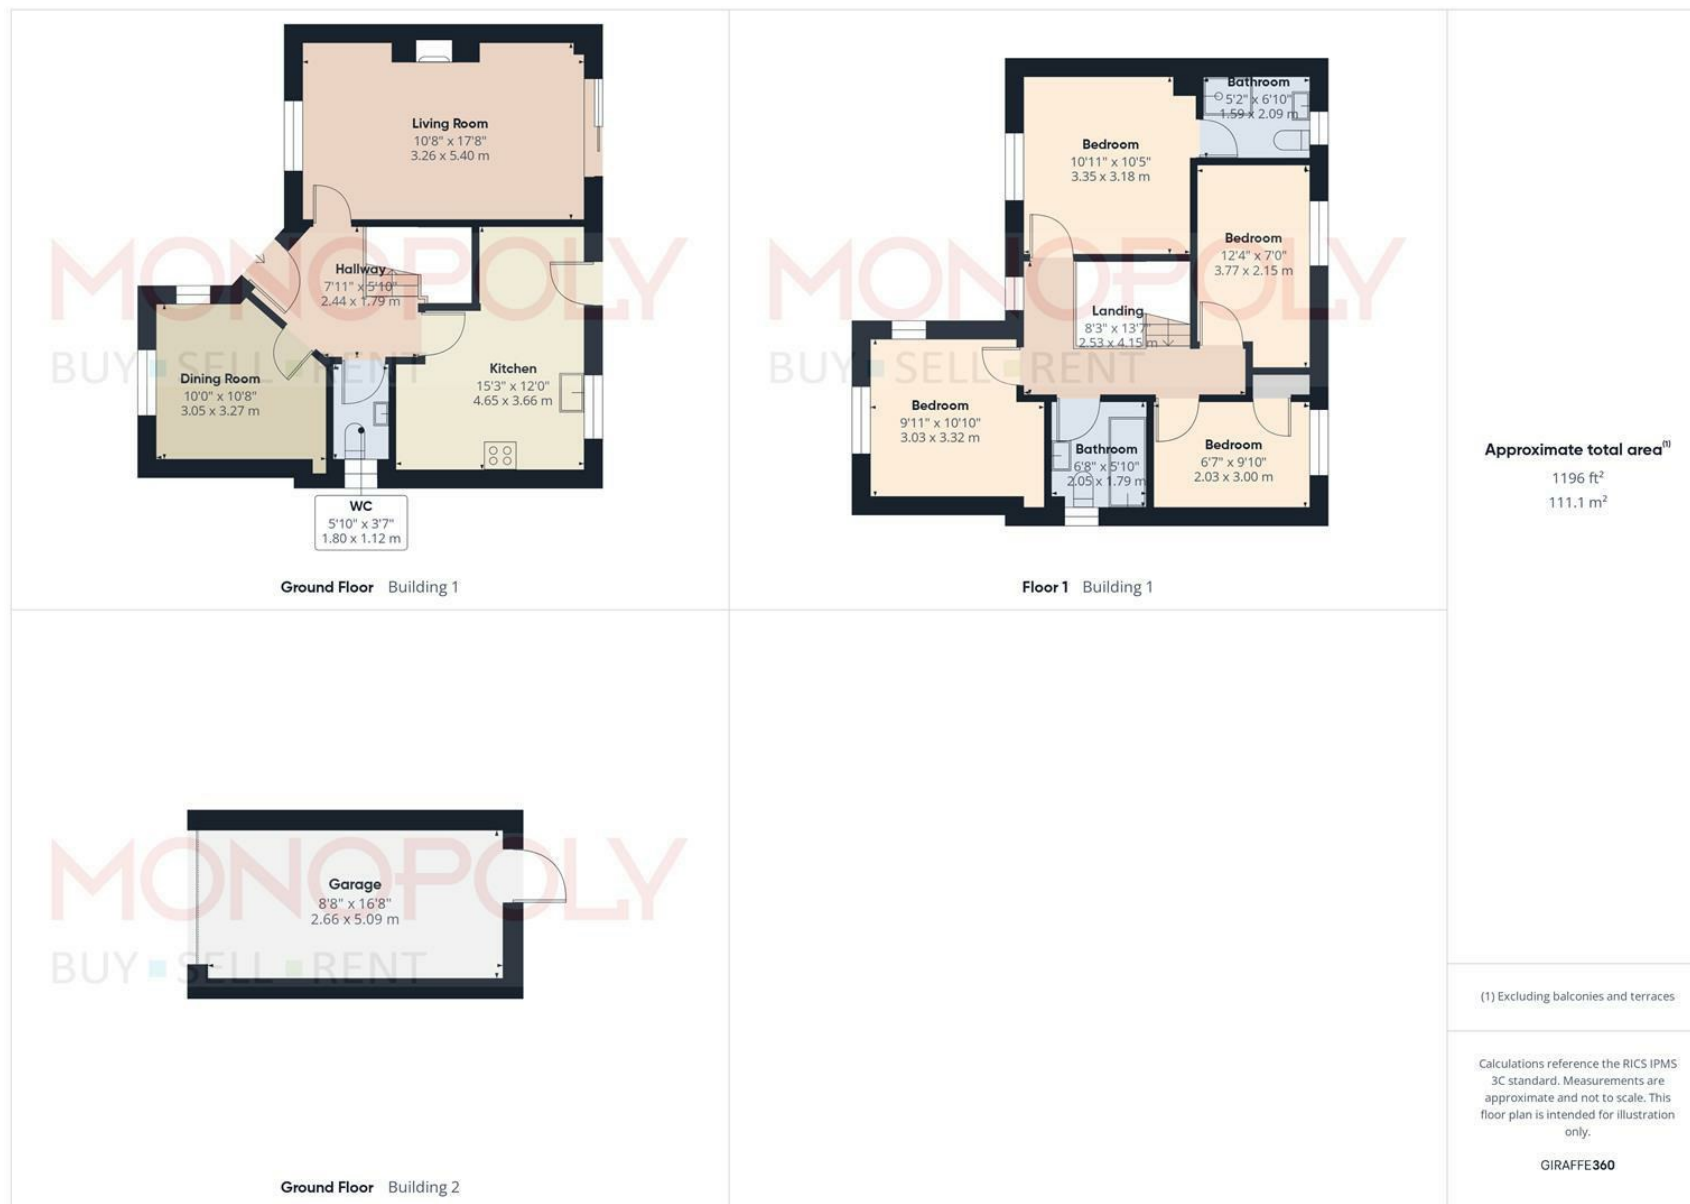 Living Room
10'8" x 17'8"
3.26 x 5.40 m
Hallway
7'11" x 5'10"
2.44 x 1.79 m
Dining Room
10'0" x 10'8"
3.05 x 3.27 m
Kitchen
15'3" x 12'0"
4.65 x 3.66 m
WC
5'10" x 3'7"
1.80 x 1.12 m
MONOPOLY
BUY SELL RENT
Ground Floor Building 1
Bathroom
5'2" x 6'10"
1.59 x 2.09 m
Bedroom
10'11" x 10'5"
3.35 x 3.18 m
Bedroom
12'4" x 7'0"
3.77 x 2.15 m
Landing
8'3" x 13'7"
2.53 x 4.15 m
Bedroom
9'11" x 10'10"
3.03 x 3.32 m
Bathroom
6'8" x 5'10"
2.05 x 1.79 m
Bedroom
6'7" x 9'10"
2.03 x 3.00 m
MONOPOLY
BUY SELL RENT
Floor 1 Building 1
Garage
8'8" x 16'8"
2.66 x 5.09 m
MONOPOLY
BUY SELL RENT
Ground Floor Building 2
Approximate total area(1)
1196 ft²
111.1 m²
(1) Excluding balconies and terraces
Calculations reference the RICS IPMS
3C standard. Measurements are
approximate and not to scale. This
floor plan is intended for illustration
only.
GIRAFFE360